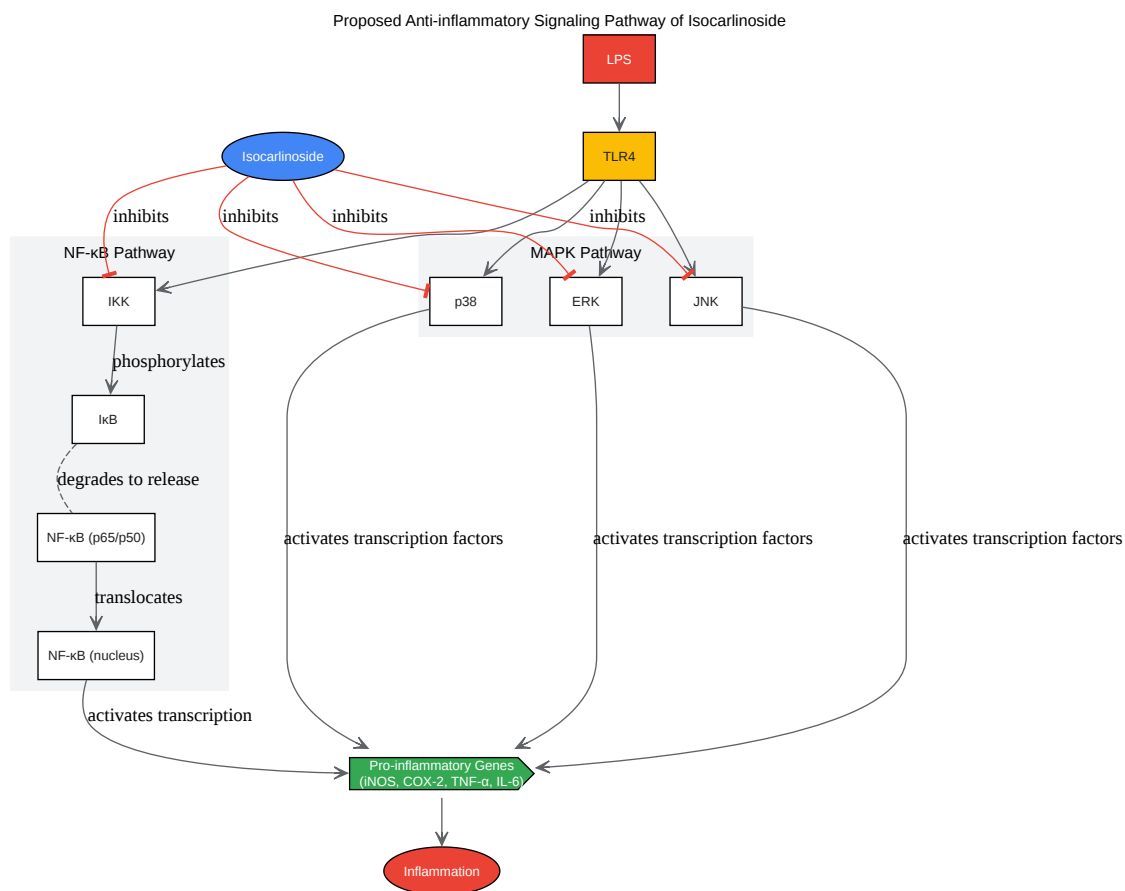 Proposed Anti-inflammatory Signaling Pathway of Isocarlinoside
LPS
Isocarlinoside
TLR4
inhibits
inhibits
inhibits
inhibits
NF-κB Pathway
MAPK Pathway
IKK
p38
ERK
JNK
phosphorylates
IκB
degrades to release
NF-κB (p65/p50)
activates transcription factors
activates transcription factors
activates transcription factors
translocates
NF-κB (nucleus)
activates transcription
Pro-inflammatory Genes
(iNOS, COX-2, TNF-α, IL-6)
Inflammation